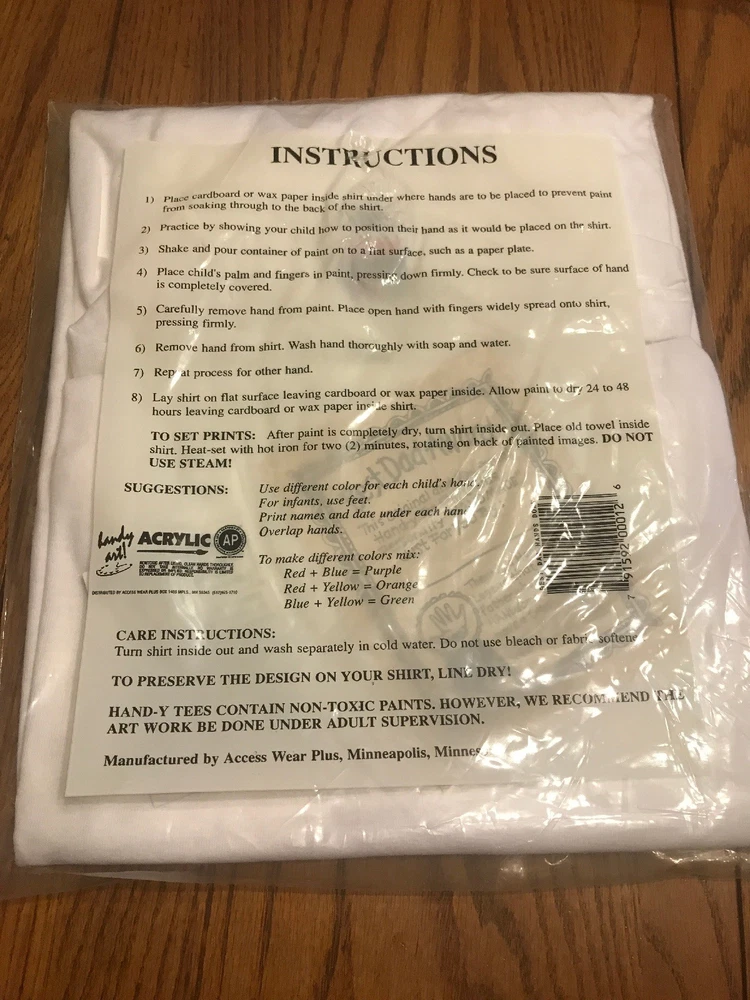 INSTRUCTIONS
1) Place cardboard or wax paper inside shirt under where hands are to be placed to prevent paint
from soaking through to the back of the shirt.
2) Practice by showing your child how to position their hand as it would be placed on the shirt.
3) Shake and pour container of paint on to a flat surface, such as a paper plate.
4) Place child's palm and fingers in paint, pressing down firmly. Check to be sure surface of hand
is completely covered.
5) Carefully remove hand from paint. Place open hand with fingers widely spread onto shirt,
pressing firmly.
6) Remove hand from shirt. Wash hand thoroughly with soap and water.
7) Repeat process for other hand.
8) Lay shirt on flat surface leaving cardboard or wax paper inside. Allow paint to dry 24 to 48
hours leaving cardboard or wax paper inside shirt.
TO SET PRINTS: After paint is completely dry, turn shirt inside out. Place old towel inside
shirt. Heat-set with hot iron for two (2) minutes, rotating on back of painted images. DO NOT
USE STEAM!
SUGGESTIONS: Use different color for each child's hand.
For infants, use feet.
Print names and date under each hand
Overlap hands.
To make different colors mix:
Red + Blue = Purple
Red + Yellow = Orange
Blue + Yellow = Green
handy art!
ACRYLIC
AP
7 91592 00012 6
CARE INSTRUCTIONS:
Turn shirt inside out and wash separately in cold water. Do not use bleach or fabric softene
TO PRESERVE THE DESIGN ON YOUR SHIRT, LINE DRY!
HAND-Y TEES CONTAIN NON-TOXIC PAINTS. HOWEVER, WE RECOMMEND THE
ART WORK BE DONE UNDER ADULT SUPERVISION.
Manufactured by Access Wear Plus, Minneapolis, Minnes